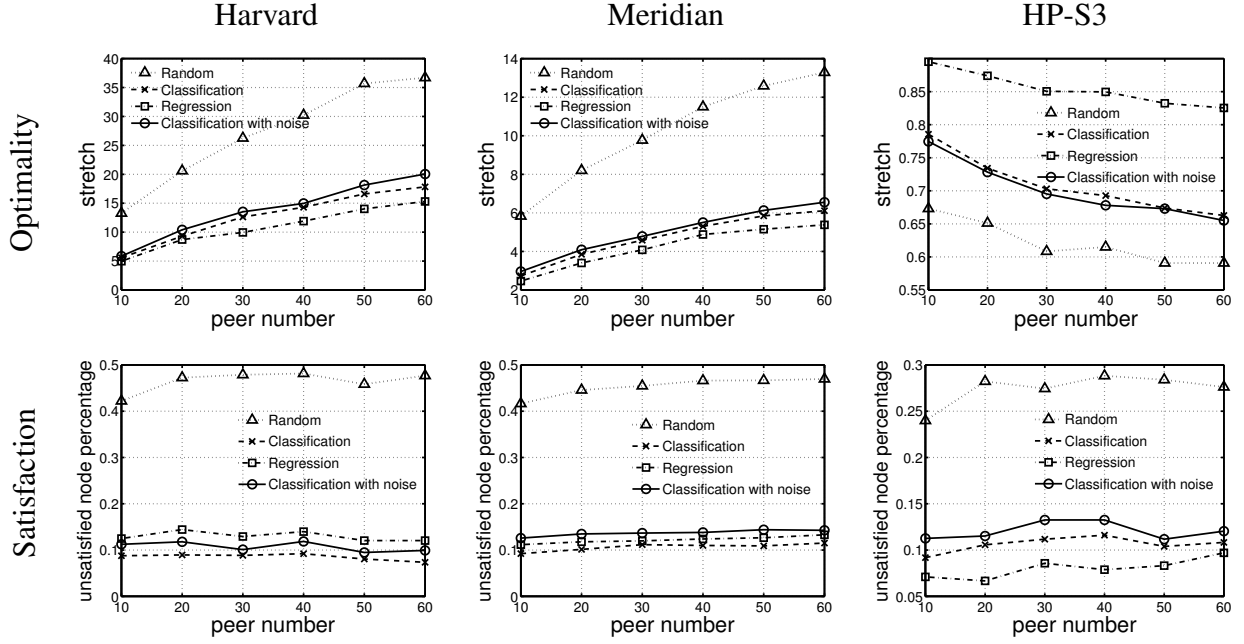 Harvard
Meridian
HP-S3
Optimality
stretch
40
35
30
25
20
15
10
5
0
10 20 30 40 50 60
peer number
Random
Classification
Regression
Classification with noise
stretch
14
12
10
8
6
4
2
10 20 30 40 50 60
peer number
Random
Classification
Regression
Classification with noise
stretch
0.85
0.8
0.75
0.7
0.65
0.6
0.55
10 20 30 40 50 60
peer number
Random
Classification
Regression
Classification with noise
Satisfaction
unsatisfied node percentage
0.5
0.4
0.3
0.2
0.1
0
10 20 30 40 50 60
peer number
Random
Classification
Regression
Classification with noise
unsatisfied node percentage
0.5
0.4
0.3
0.2
0.1
0
10 20 30 40 50 60
peer number
Random
Classification
Regression
Classification with noise
unsatisfied node percentage
0.3
0.25
0.2
0.15
0.1
0.05
10 20 30 40 50 60
peer number
Random
Classification
Regression
Classification with noise